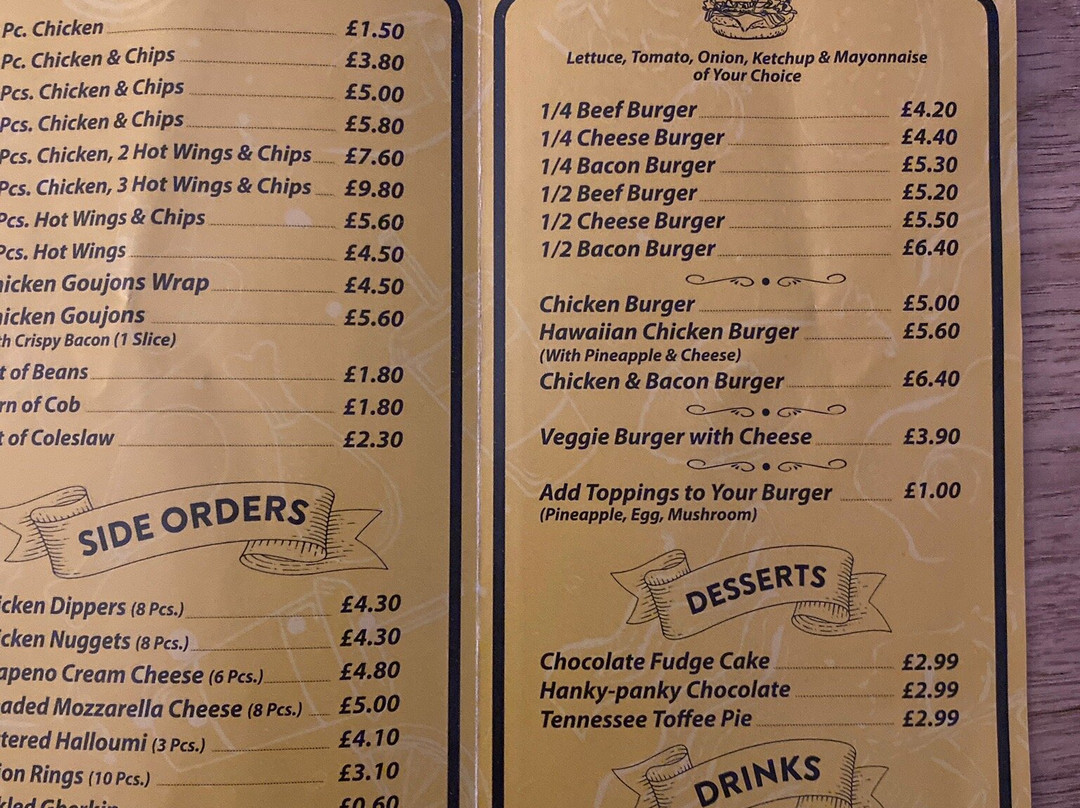 Pc. Chicken £1.50
Pc. Chicken & Chips £3.80
Pcs. Chicken & Chips £5.00
Pcs. Chicken & Chips £5.80
Pcs. Chicken, 2 Hot Wings & Chips £7.60
Pcs. Chicken, 3 Hot Wings & Chips £9.80
Pcs. Hot Wings & Chips £5.60
Pcs. Hot Wings £4.50
icken Goujons Wrap £4.50
icken Goujons £5.60
th Crispy Bacon (1 Slice)
t of Beans £1.80
rn of Cob £1.80
t of Coleslaw £2.30
SIDE ORDERS
icken Dippers (8 Pcs.) £4.30
icken Nuggets (8 Pcs.) £4.30
apeno Cream Cheese (6 Pcs.) £4.80
aded Mozzarella Cheese (8 Pcs.) £5.00
tered Halloumi (3 Pcs.) £4.10
ion Rings (10 Pcs.) £3.10
kled Gherkin £0.60
Lettuce, Tomato, Onion, Ketchup & Mayonnaise
of Your Choice
1/4 Beef Burger £4.20
1/4 Cheese Burger £4.40
1/4 Bacon Burger £5.30
1/2 Beef Burger £5.20
1/2 Cheese Burger £5.50
1/2 Bacon Burger £6.40
Chicken Burger £5.00
Hawaiian Chicken Burger £5.60
(With Pineapple & Cheese)
Chicken & Bacon Burger £6.40
Veggie Burger with Cheese £3.90
Add Toppings to Your Burger £1.00
(Pineapple, Egg, Mushroom)
DESSERTS
Chocolate Fudge Cake £2.99
Hanky-panky Chocolate £2.99
Tennessee Toffee Pie £2.99
DRINKS